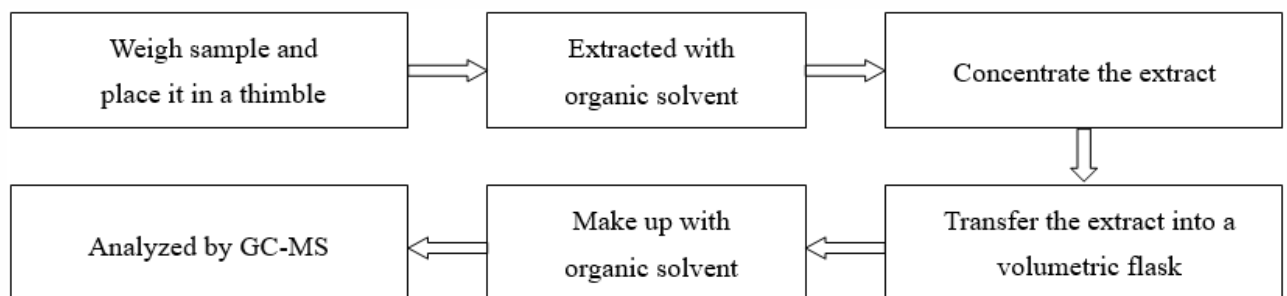 Weigh sample and
place it in a thimble
Extracted with
organic solvent
Concentrate the extract
Transfer the extract into a
volumetric flask
Make up with
organic solvent
Analyzed by GC-MS